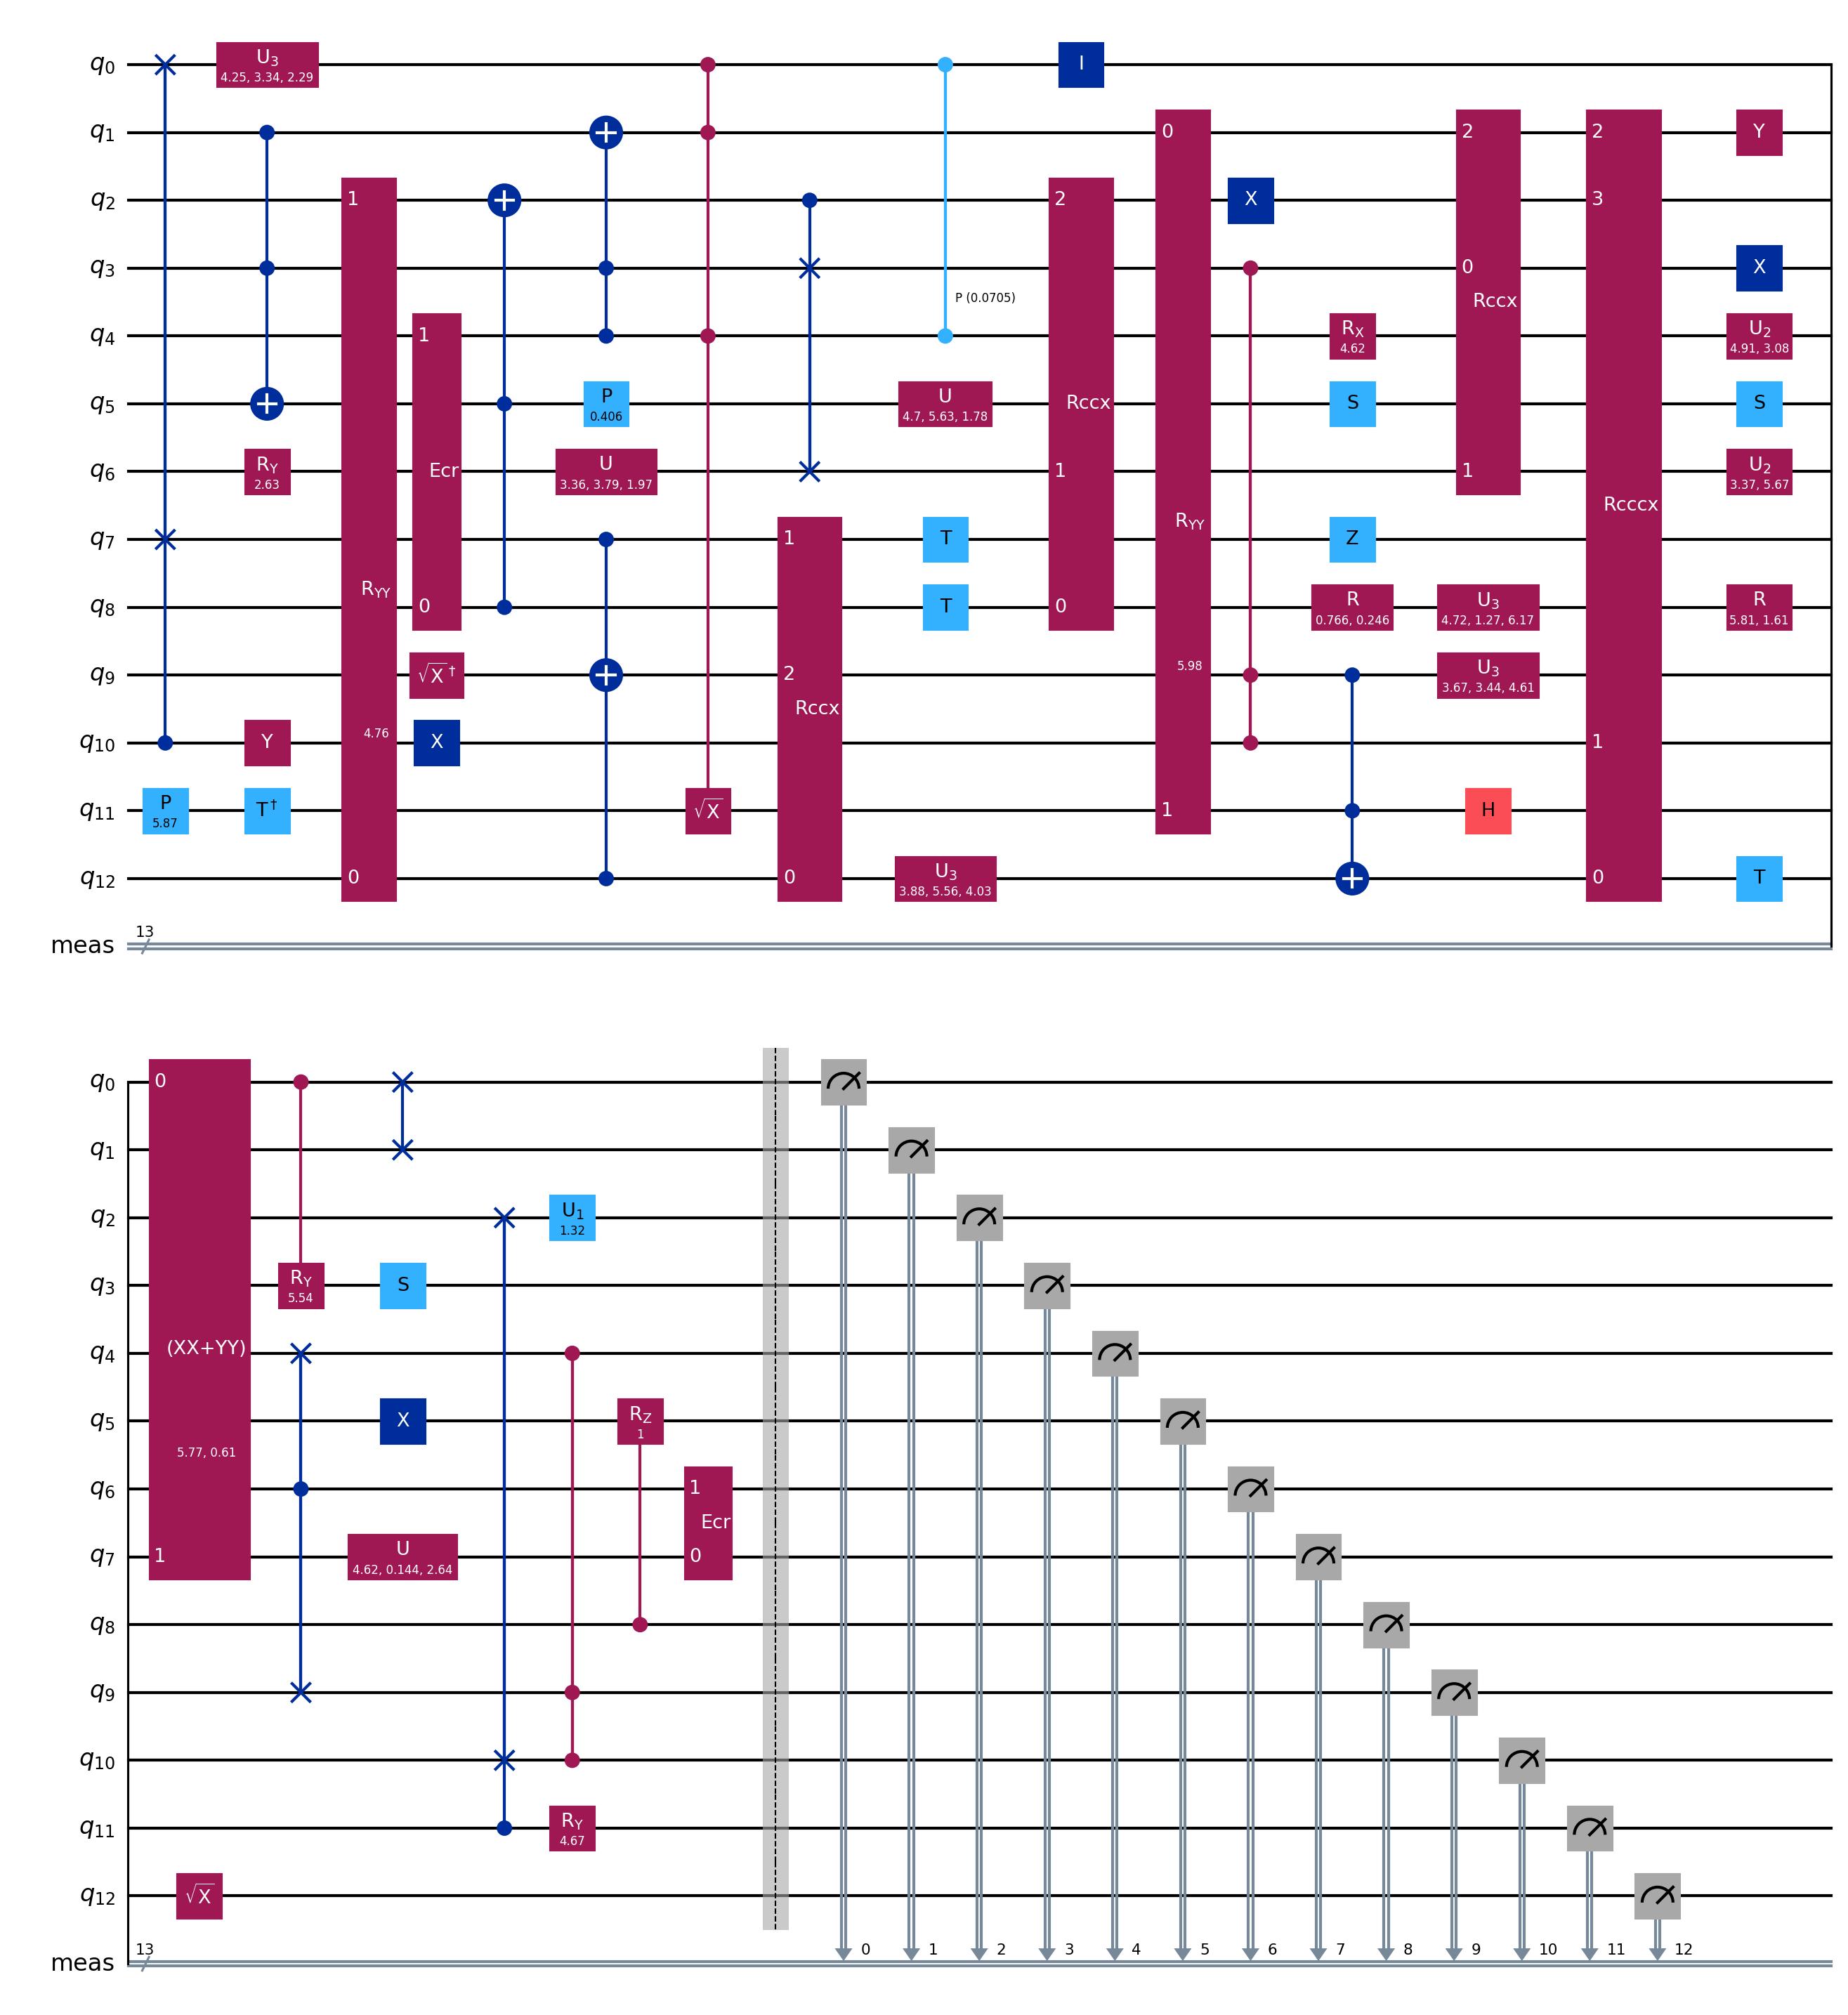 q0 U3 4.25, 3.34, 2.29 I
q1 0 2 2 Y
q2 1 2 X 3
q3 0 X
P (0.0705) Rccx
q4 1 RX 4.62 U2 4.91, 3.08
q5 P 0.406 U 4.7, 5.63, 1.78 Rccx S S
q6 RY 2.63 Ecr U 3.36, 3.79, 1.97 1 1 U2 3.37, 5.67
RYY Rcccx
q7 1 T Z
RYY
q8 0 T 0 R 0.766, 0.246 U3 4.72, 1.27, 6.17 R 5.81, 1.61
q9 √X† 2 5.98 U3 3.67, 3.44, 4.61
Rccx
q10 Y 4.76 X 1
q11 P 5.87 T† √X 1 H
q12 0 0 U3 3.88, 5.56, 4.03 0 T
meas 13
q0 0
q1
q2 U1 1.32
q3 RY 5.54 S
q4 (XX+YY)
q5 X RZ 1
5.77, 0.61
q6 1
Ecr
q7 1 U 4.62, 0.144, 2.64 0
q8
q9
q10
q11 RY 4.67
q12 √X
meas 13 0 1 2 3 4 5 6 7 8 9 10 11 12